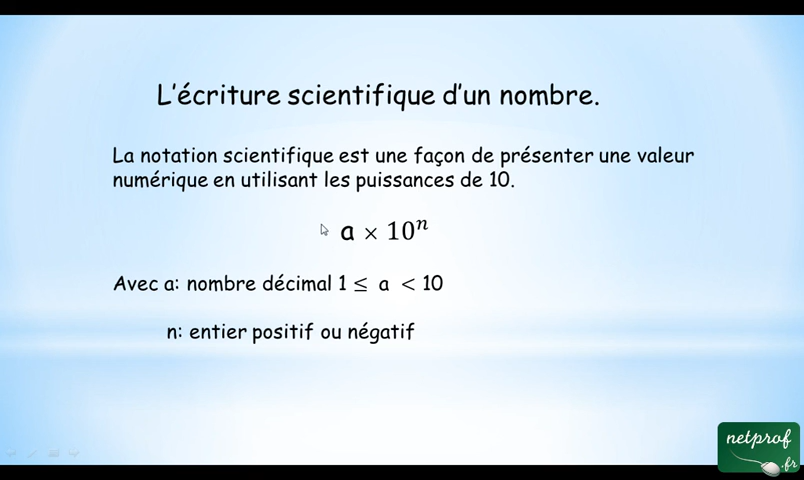 L'écriture scientifique d'un nombre.
La notation scientifique est une façon de présenter une valeur
numérique en utilisant les puissances de 10.
a × 10ⁿ
Avec a: nombre décimal 1 ≤ a < 10
n: entier positif ou négatif
netprof
.fr